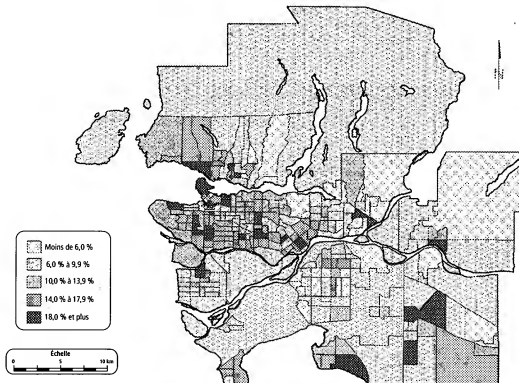 Moins de 6,0 %
6,0 % à 9,9 %
10,0 % à 13,9 %
14,0 % à 17,9 %
18,0 % et plus
Échelle
0 5 10 km